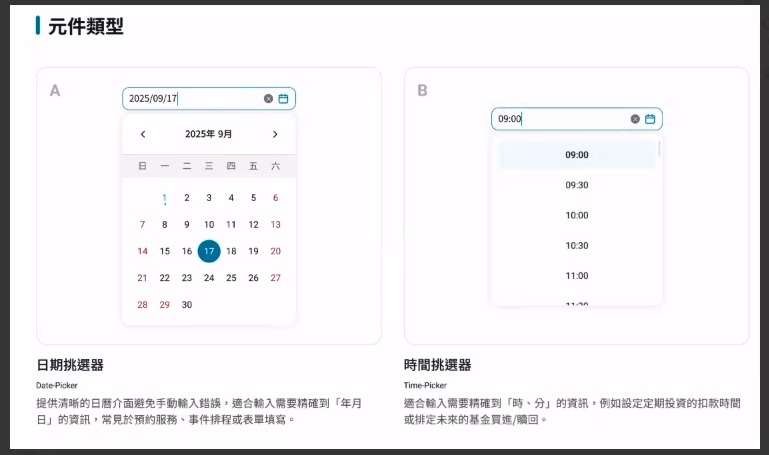 元件類型
A
2025/09/17
2025年 9月
日 一 二 三 四 五 六
1 2 3 4 5 6
7 8 9 10 11 12 13
14 15 16 17 18 19 20
21 22 23 24 25 26 27
28 29 30
日期挑選器
Date-Picker
提供清晰的日曆介面避免手動輸入錯誤，適合輸入需要精確到「年月
日」的資訊，常見於預約服務、事件排程或表單填寫。
B
09:00
09:00
09:30
10:00
10:30
11:00
11:30
時間挑選器
Time-Picker
適合輸入需要精確到「時、分」的資訊，例如設定定期投資的扣款時間
或排定未來的基金買進/贖回。